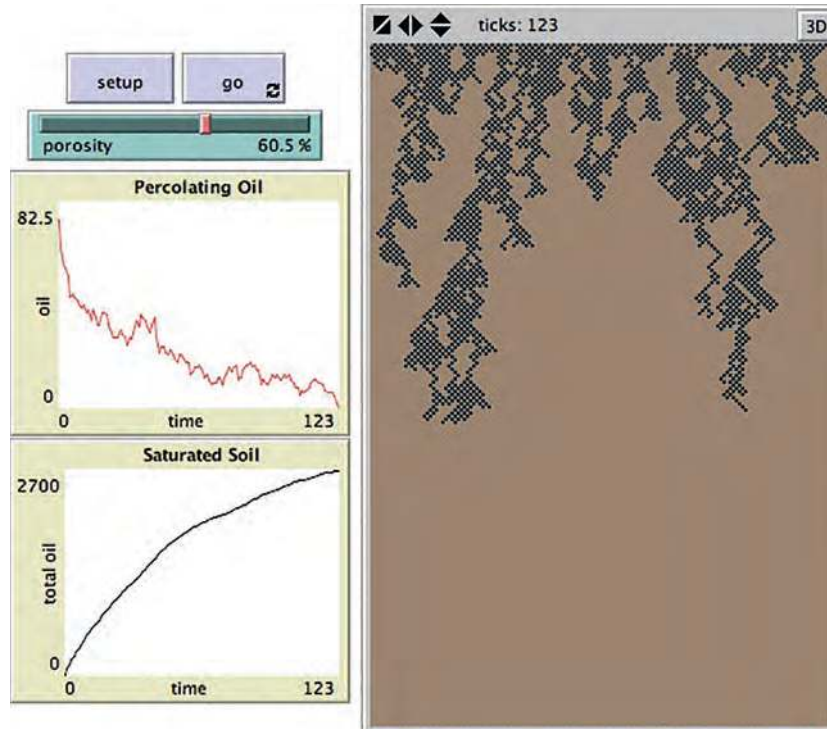 setup
go
porosity 60.5 %
Percolating Oil
82.5
oil
0
0 time 123
Saturated Soil
2700
total oil
0
0 time 123
ticks: 123
3D